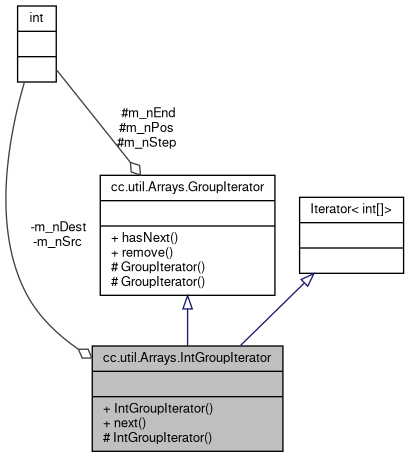 int
#m_nEnd
#m_nPos
#m_nStep
cc.util.Arrays.GroupIterator
+ hasNext()
+ remove()
# GroupIterator()
# GroupIterator()
Iterator< int[]>
-m_nDest
-m_nSrc
cc.util.Arrays.IntGroupIterator
+ IntGroupIterator()
+ next()
# IntGroupIterator()